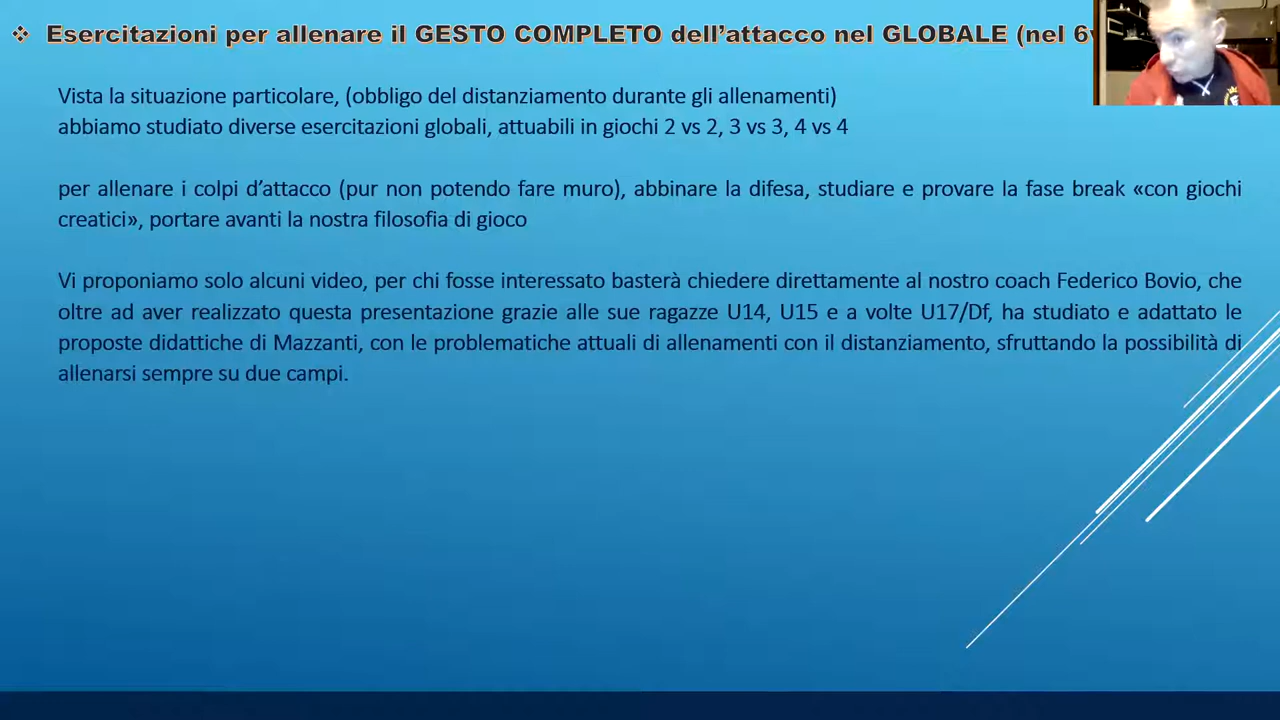 Esercitazioni per allenare il GESTO COMPLETO dell'attacco nel GLOBALE (nel
Vista la situazione particolare, (obbligo del distanziamento durante gli allenamenti)
abbiamo studiato diverse esercitazioni globali, attuabili in giochi 2 vs 2, 3 vs 3, 4 vs 4
per allenare i colpi d'attacco (pur non potendo fare muro), abbinare la difesa, studiare e provare la fase break «con giochi
creatici», portare avanti la nostra filosofia di gioco
Vi proponiamo solo alcuni video, per chi fosse interessato basterà chiedere direttamente al nostro coach Federico Bovio, che
oltre ad aver realizzato questa presentazione grazie alle sue ragazze U14, U15 e a volte U17/Df, ha studiato e adattato le
proposte didattiche di Mazzanti, con le problematiche attuali di allenamenti con il distanziamento, sfruttando la possibilità di
allenarsi sempre su due campi.